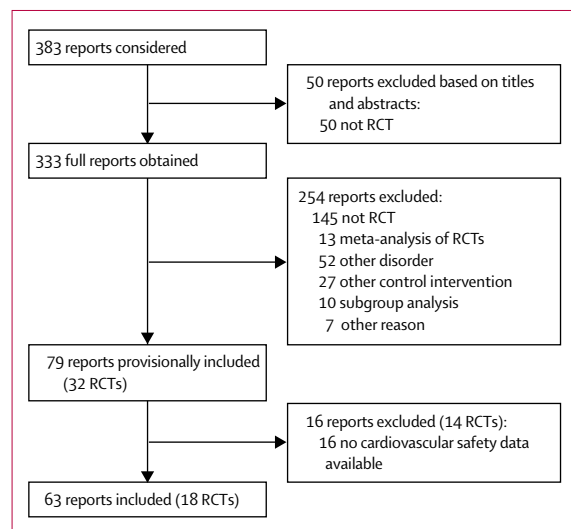 383 reports considered
50 reports excluded based on titles
and abstracts:
50 not RCT
333 full reports obtained
254 reports excluded:
145 not RCT
13 meta-analysis of RCTs
52 other disorder
27 other control intervention
10 subgroup analysis
7 other reason
79 reports provisionally included
(32 RCTs)
16 reports excluded (14 RCTs):
16 no cardiovascular safety data
available
63 reports included (18 RCTs)